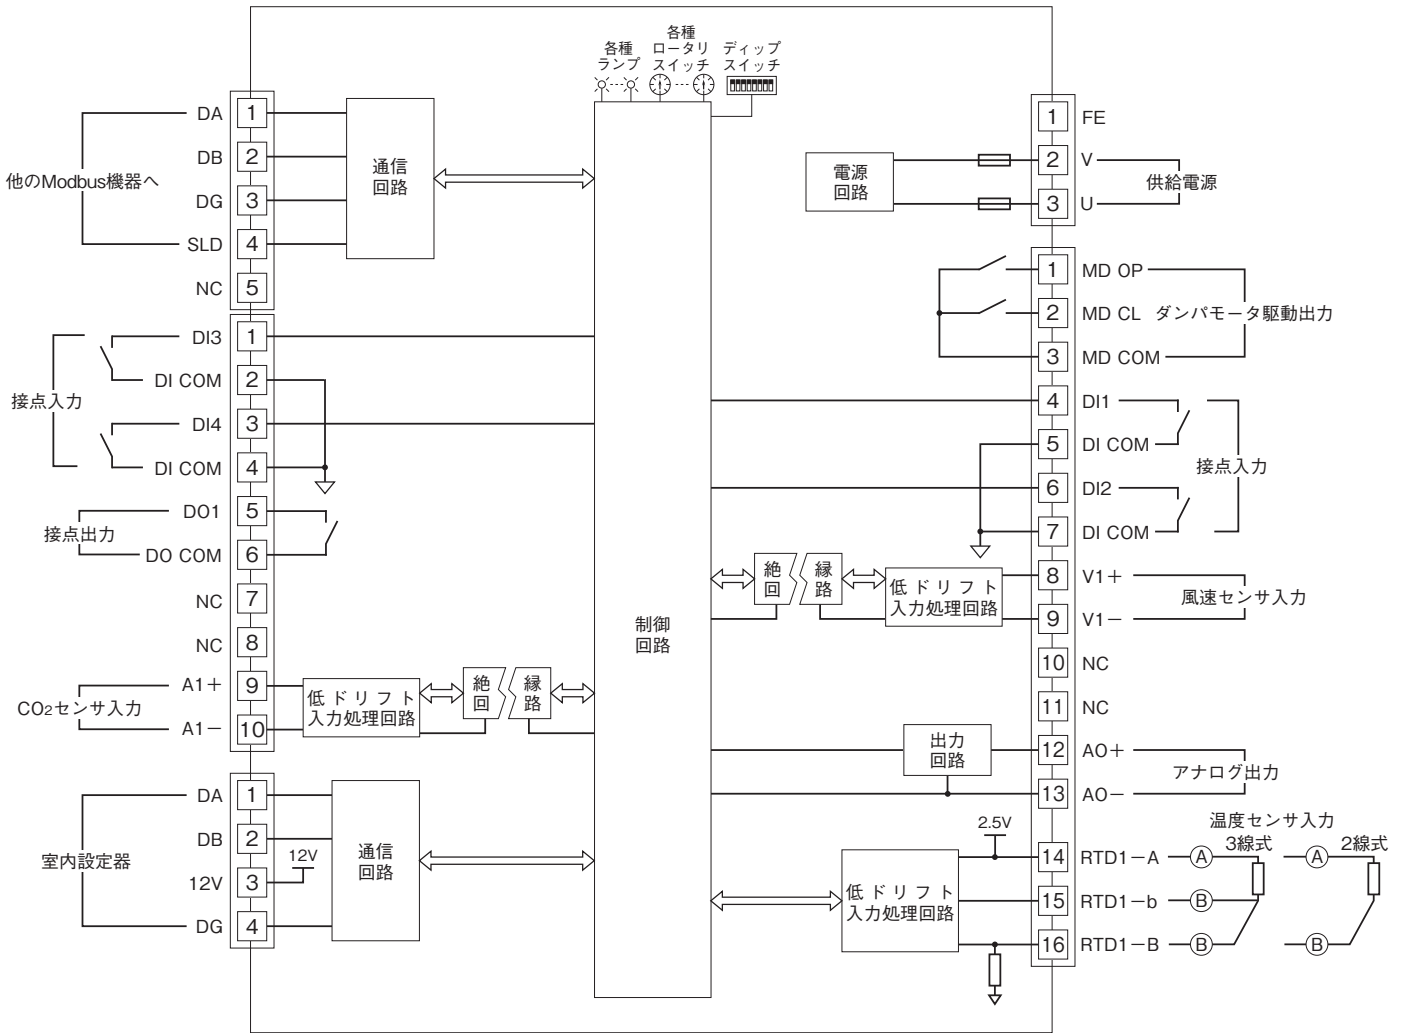 各種
ランプ
各種
ロータリ
スイッチ
ディップ
スイッチ
他のModbus機器へ
DA 1
DB 2
DG 3
SLD 4
NC 5
通信
回路
接点入力
DI3 1
DI COM 2
DI4 3
DI COM 4
接点出力
DO1 5
DO COM 6
NC 7
NC 8
CO2センサ入力
A1+ 9
A1− 10
低ドリフト
入力処理回路
絶 縁
回 路
室内設定器
DA 1
DB 2
12V 3
DG 4
12V
通信
回路
制御
回路
電源
回路
1 FE
2 V
3 U
供給電源
1 MD OP
2 MD CL
3 MD COM
ダンパモータ駆動出力
4 DI1
5 DI COM
6 DI2
7 DI COM
接点入力
絶 縁
回 路
低ドリフト
入力処理回路
8 V1+
9 V1−
風速センサ入力
10 NC
11 NC
出力
回路
12 AO+
13 AO−
アナログ出力
2.5V
低ドリフト
入力処理回路
14 RTD1−A
15 RTD1−b
16 RTD1−B
温度センサ入力
3線式
2線式
A
B
B
A
B